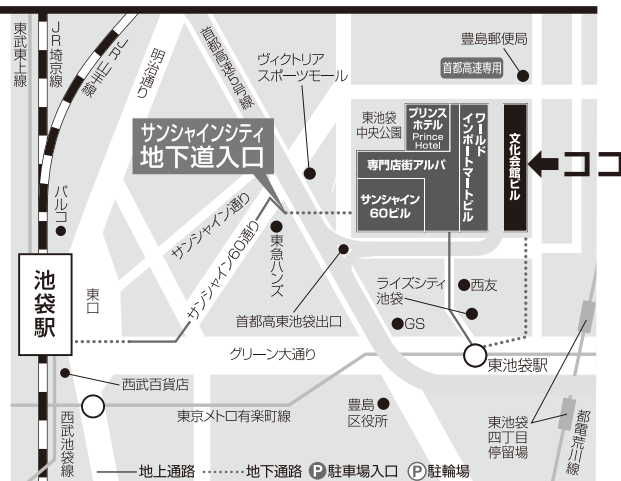 東武東上線
JR埼京線
JR山手線
明治通り
首都高速5号線
ヴィクトリア
スポーツモール
豊島郵便局
首都高速専用
サンシャインシティ
地下道入口
東池袋
中央公園
プリンス
ホテル
Prince
Hotel
ワールド
インポートマートビル
文化会館ビル
ココ
専門店街アルパ
サンシャイン
60ビル
パルコ
サンシャイン通り
サンシャイン60通り
東急ハンズ
池袋駅
東口
首都高東池袋出口
ライズシティ
池袋
西友
GS
グリーン大通り
東池袋駅
西武百貨店
東京メトロ有楽町線
豊島
区役所
東池袋
四丁目
停留場
都電荒川線
西武池袋線
地上通路
地下通路
P駐車場入口
P駐輪場